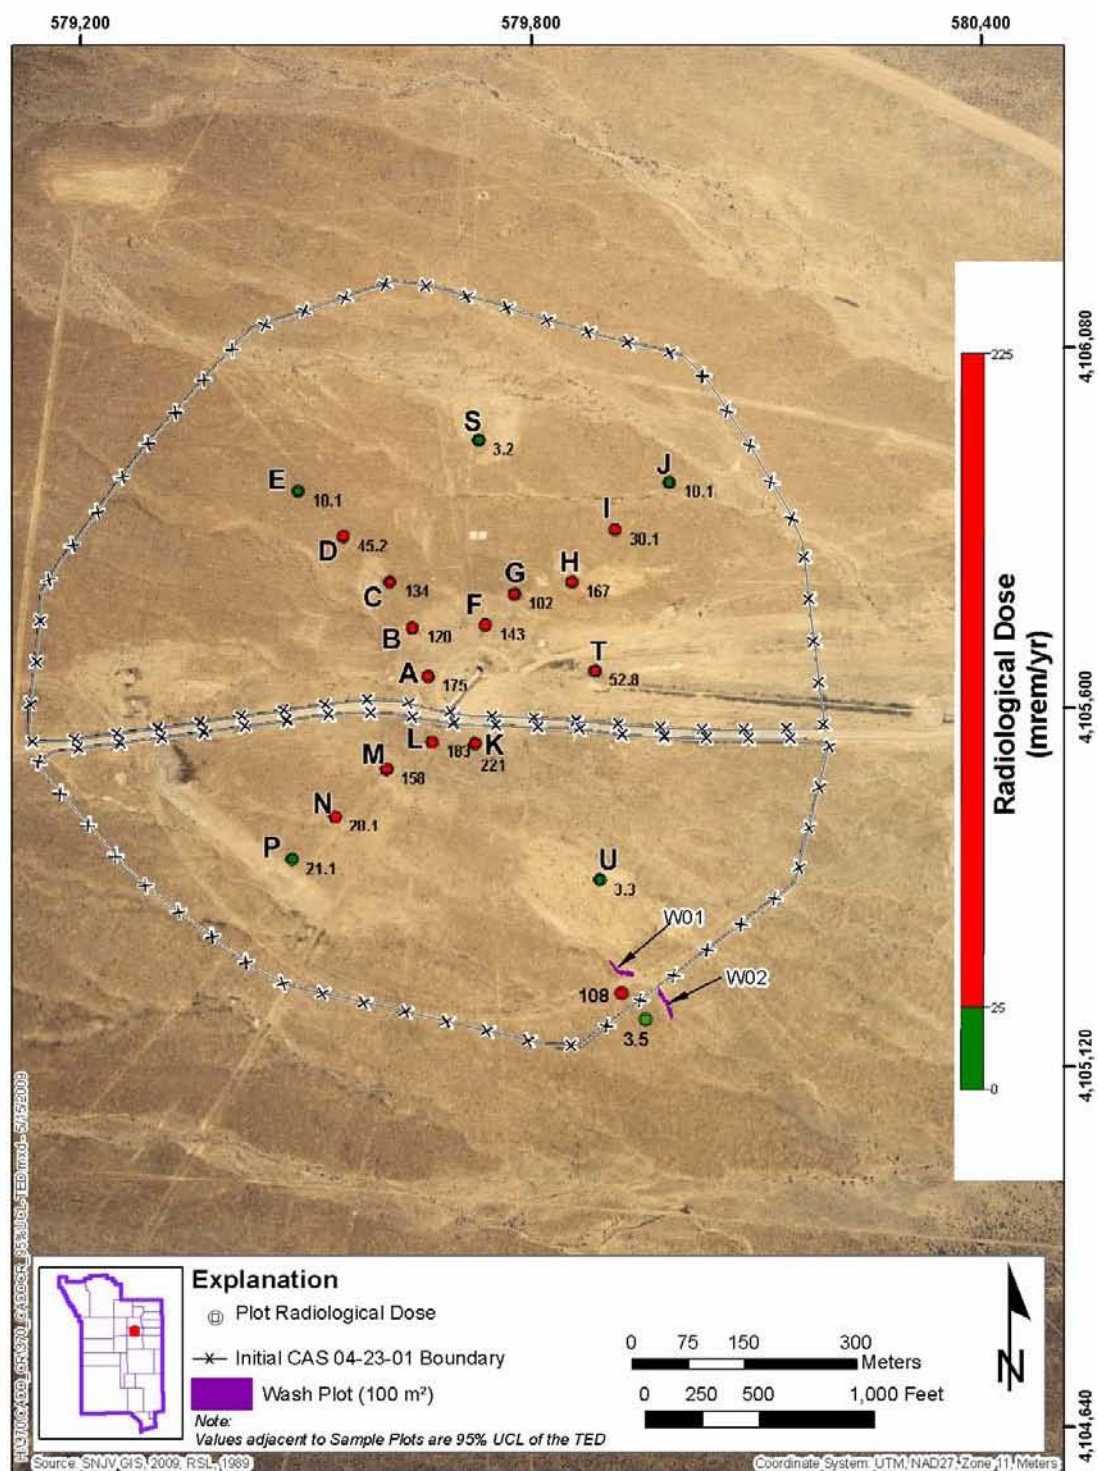 579,200 579,800 580,400
4,106,080
225
S
3.2
E
10.1
J
10.1
I
30.1
D
45.2
C
134
G
102
H
167
B
120
F
143
A
175
T
52.8
4,105,600
Radiological Dose
(mrem/yr)
L
183
K
221
M
158
N
28.1
P
21.1
U
3.3
W01
W02
108
3.5
25
0
4,105,120
Explanation
Plot Radiological Dose
Initial CAS 04-23-01 Boundary
Wash Plot (100 m²)
Note:
Values adjacent to Sample Plots are 95% UCL of the TED
0 75 150 300
Meters
0 250 500 1,000 Feet
N
4,104,640
Source: SNJV GIS, 2009, RSL, 1989
Coordinate System: UTM, NAD27, Zone 11, Meters